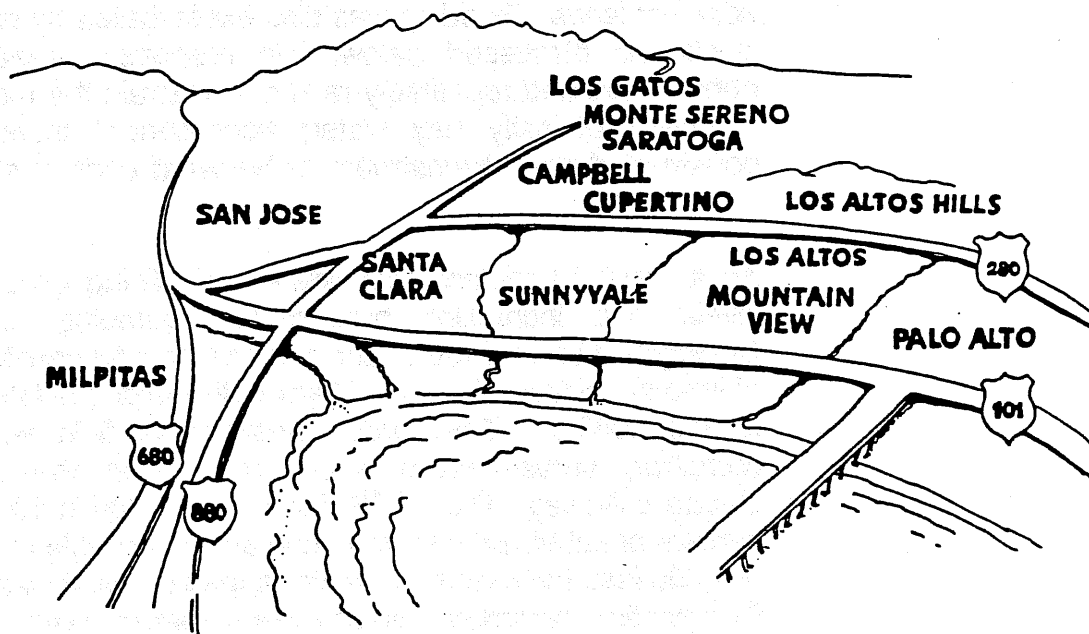 LOS GATOS
MONTE SERENO
SARATOGA
CAMPBELL
CUPERTINO
LOS ALTOS HILLS
SAN JOSE
SANTA
CLARA
SUNNYVALE
LOS ALTOS
MOUNTAIN
VIEW
280
PALO ALTO
MILPITAS
101
680
880